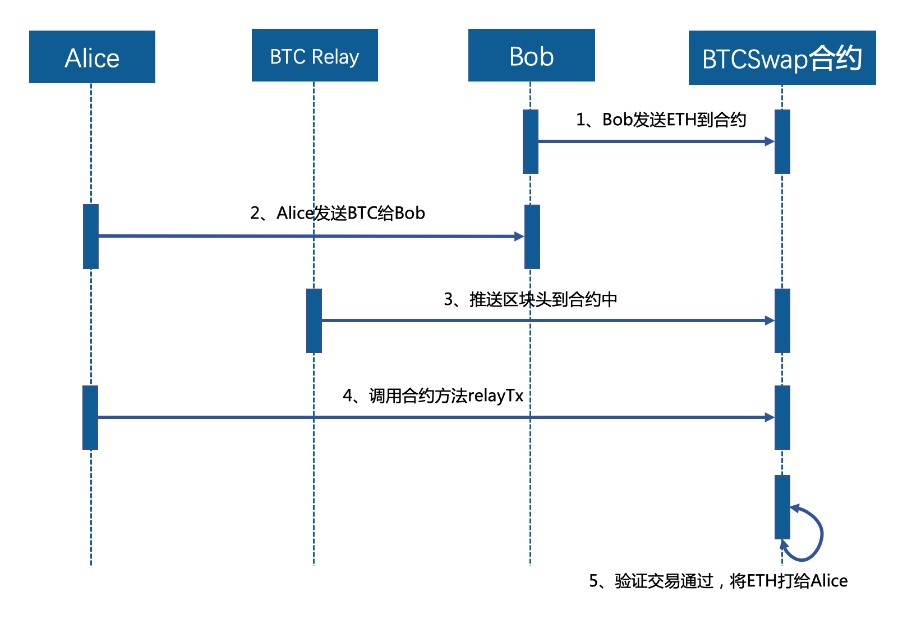 Alice
BTC Relay
Bob
BTCSwap合约
1、Bob发送ETH到合约
2、Alice发送BTC给Bob
3、推送区块头到合约中
4、调用合约方法relayTx
5、验证交易通过，将ETH打给Alice